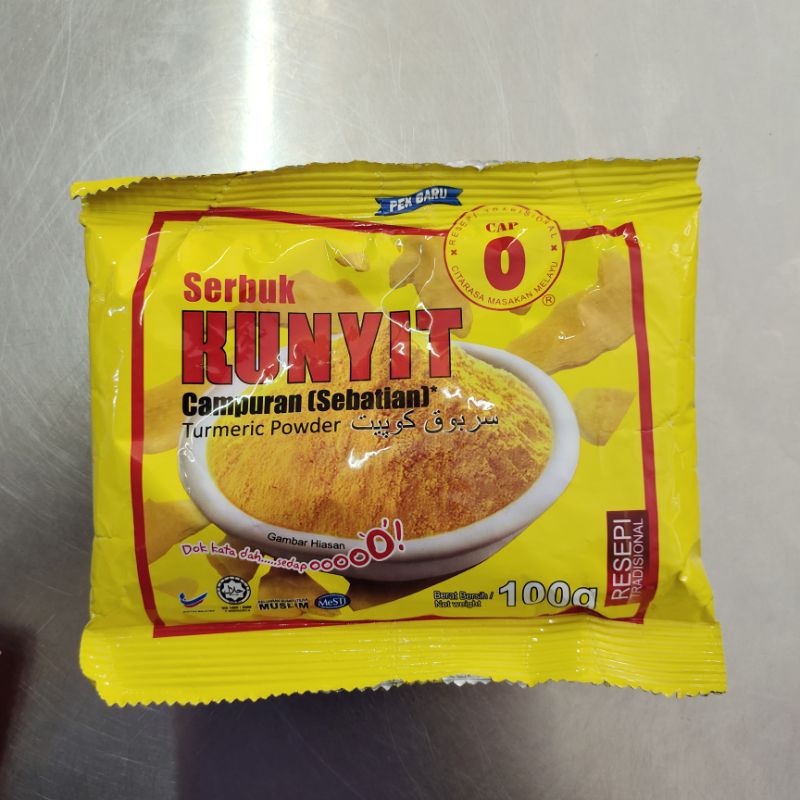 PEK BARU
RESEPI TRADISIONAL
CAP
O
CITARASA MASAKAN MELAYU
®
Serbuk
KUNYIT
Campuran (Sebatian)*
Turmeric Powder سربوق کوڽيت
Gambar Hiasan
Dok kata dah.....sedap oooooO!
MUSLIM
MeSTI
Berat Bersih /
Net weight
100g
RESEPI
TRADISIONAL